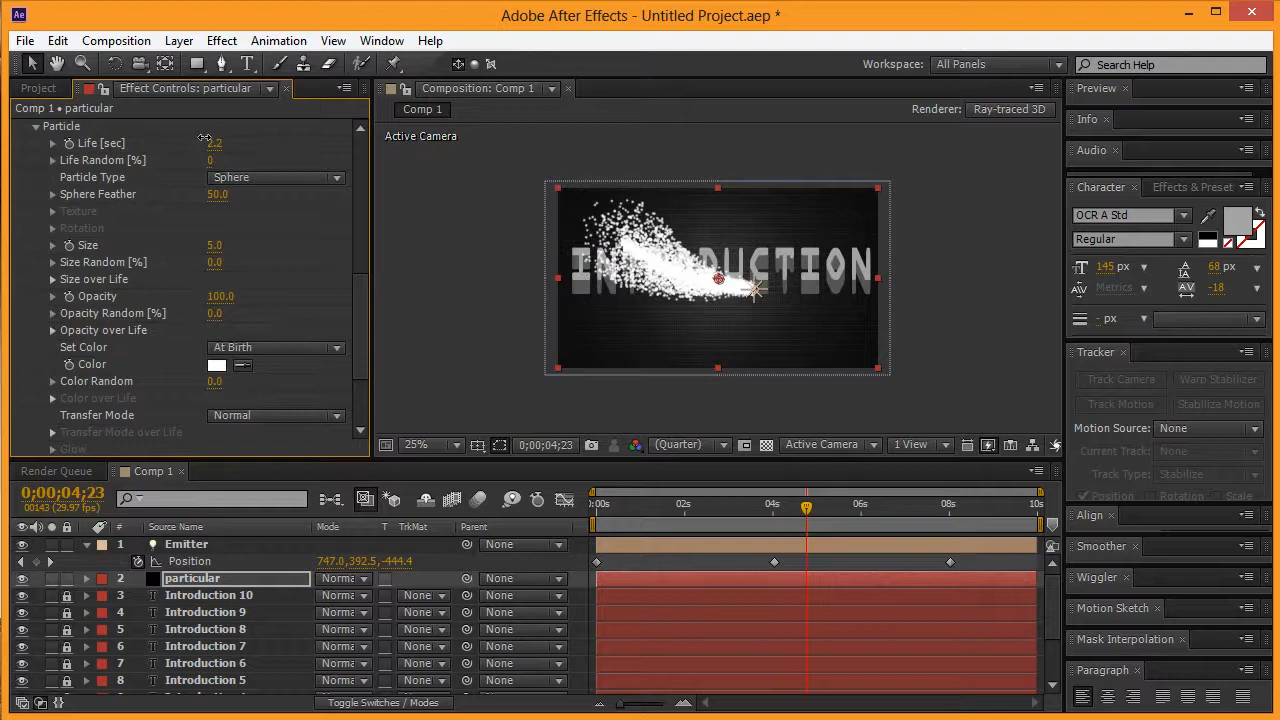 Ae Adobe After Effects - Untitled Project.aep *
File Edit Composition Layer Effect Animation View Window Help
T Workspace: All Panels Search Help
Project Effect Controls: particular Composition: Comp 1 Preview
Comp 1 • particular Comp 1 Renderer: Ray-traced 3D Info
Particle Active Camera
Life [sec] 2.2 Audio
Life Random [%] 0
Particle Type Sphere
Sphere Feather 50.0 Character Effects & Preset
Texture OCR A Std
Rotation Regular
Size 5.0
Size Random [%] 0.0 145 px 68 px
Size over Life INTRODUCTION
Opacity 100.0 Metrics -18
Opacity Random [%] 0.0 - px
Opacity over Life
Set Color At Birth Tracker
Color Track Camera Warp Stabilizer
Color Random 0.0 Track Motion Stabilize Motion
Color over Life Motion Source: None
Transfer Mode Normal Current Track: None
Transfer Mode over Life Track Type: Stabilize
Glow 25% 0;00;04;23 (Quarter) Active Camera 1 View Position Rotation Scale
Render Queue Comp 1
0;00;04;23
00143 (29.97 fps) :00s 02s 04s 08s 10s Align
# Source Name Mode T TrkMat Parent
1 Emitter None Smoother
Position 747.0,392.5,-444.4
2 particular Norma None Wiggler
3 Introduction 10 Norma None None
4 Introduction 9 Norma None None Motion Sketch
5 Introduction 8 Norma None None
6 Introduction 7 Norma None None Mask Interpolation
7 Introduction 6 Norma None None
8 Introduction 5 Norma None None Paragraph
Toggle Switches / Modes